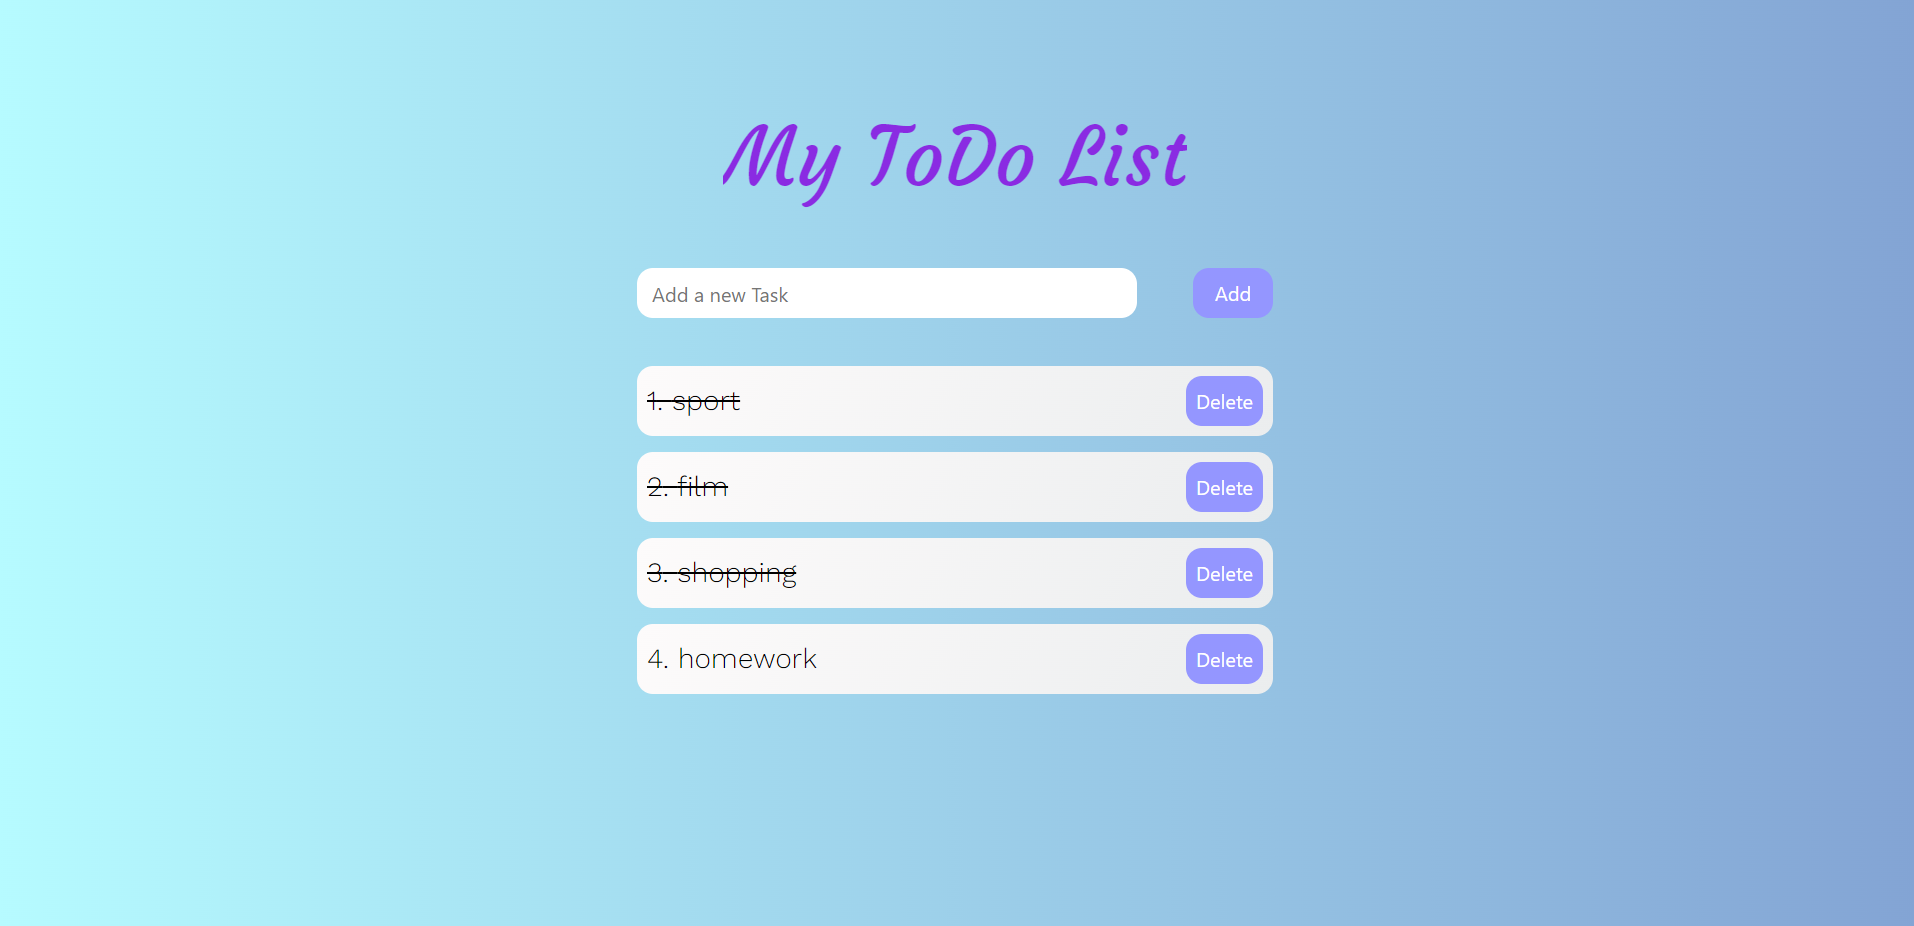 My ToDo List
Add a new Task
Add
1. sport
Delete
2. film
Delete
3. shopping
Delete
4. homework
Delete